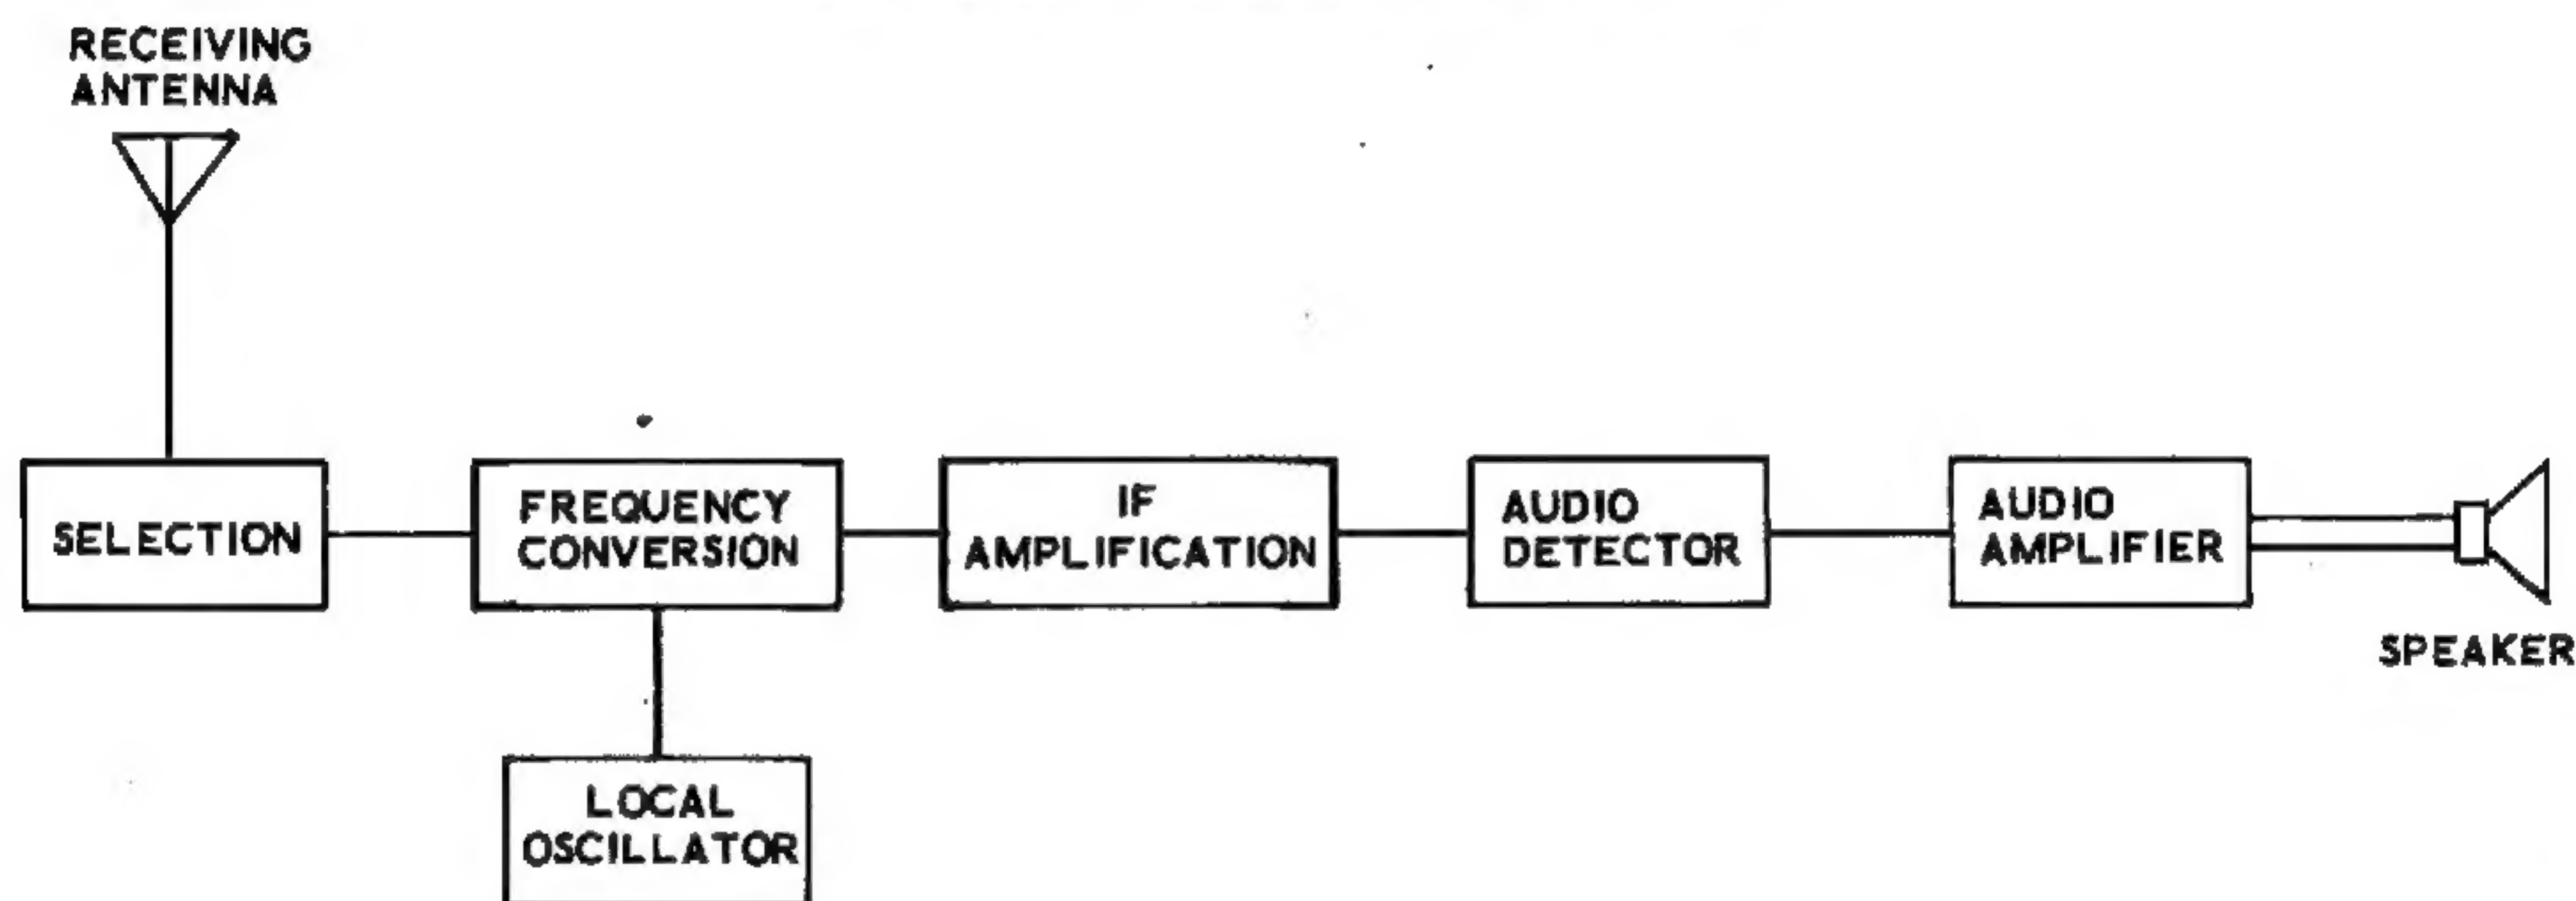 RECEIVING
ANTENNA
SELECTION
FREQUENCY
CONVERSION
IF
AMPLIFICATION
AUDIO
DETECTOR
AUDIO
AMPLIFIER
SPEAKER
LOCAL
OSCILLATOR